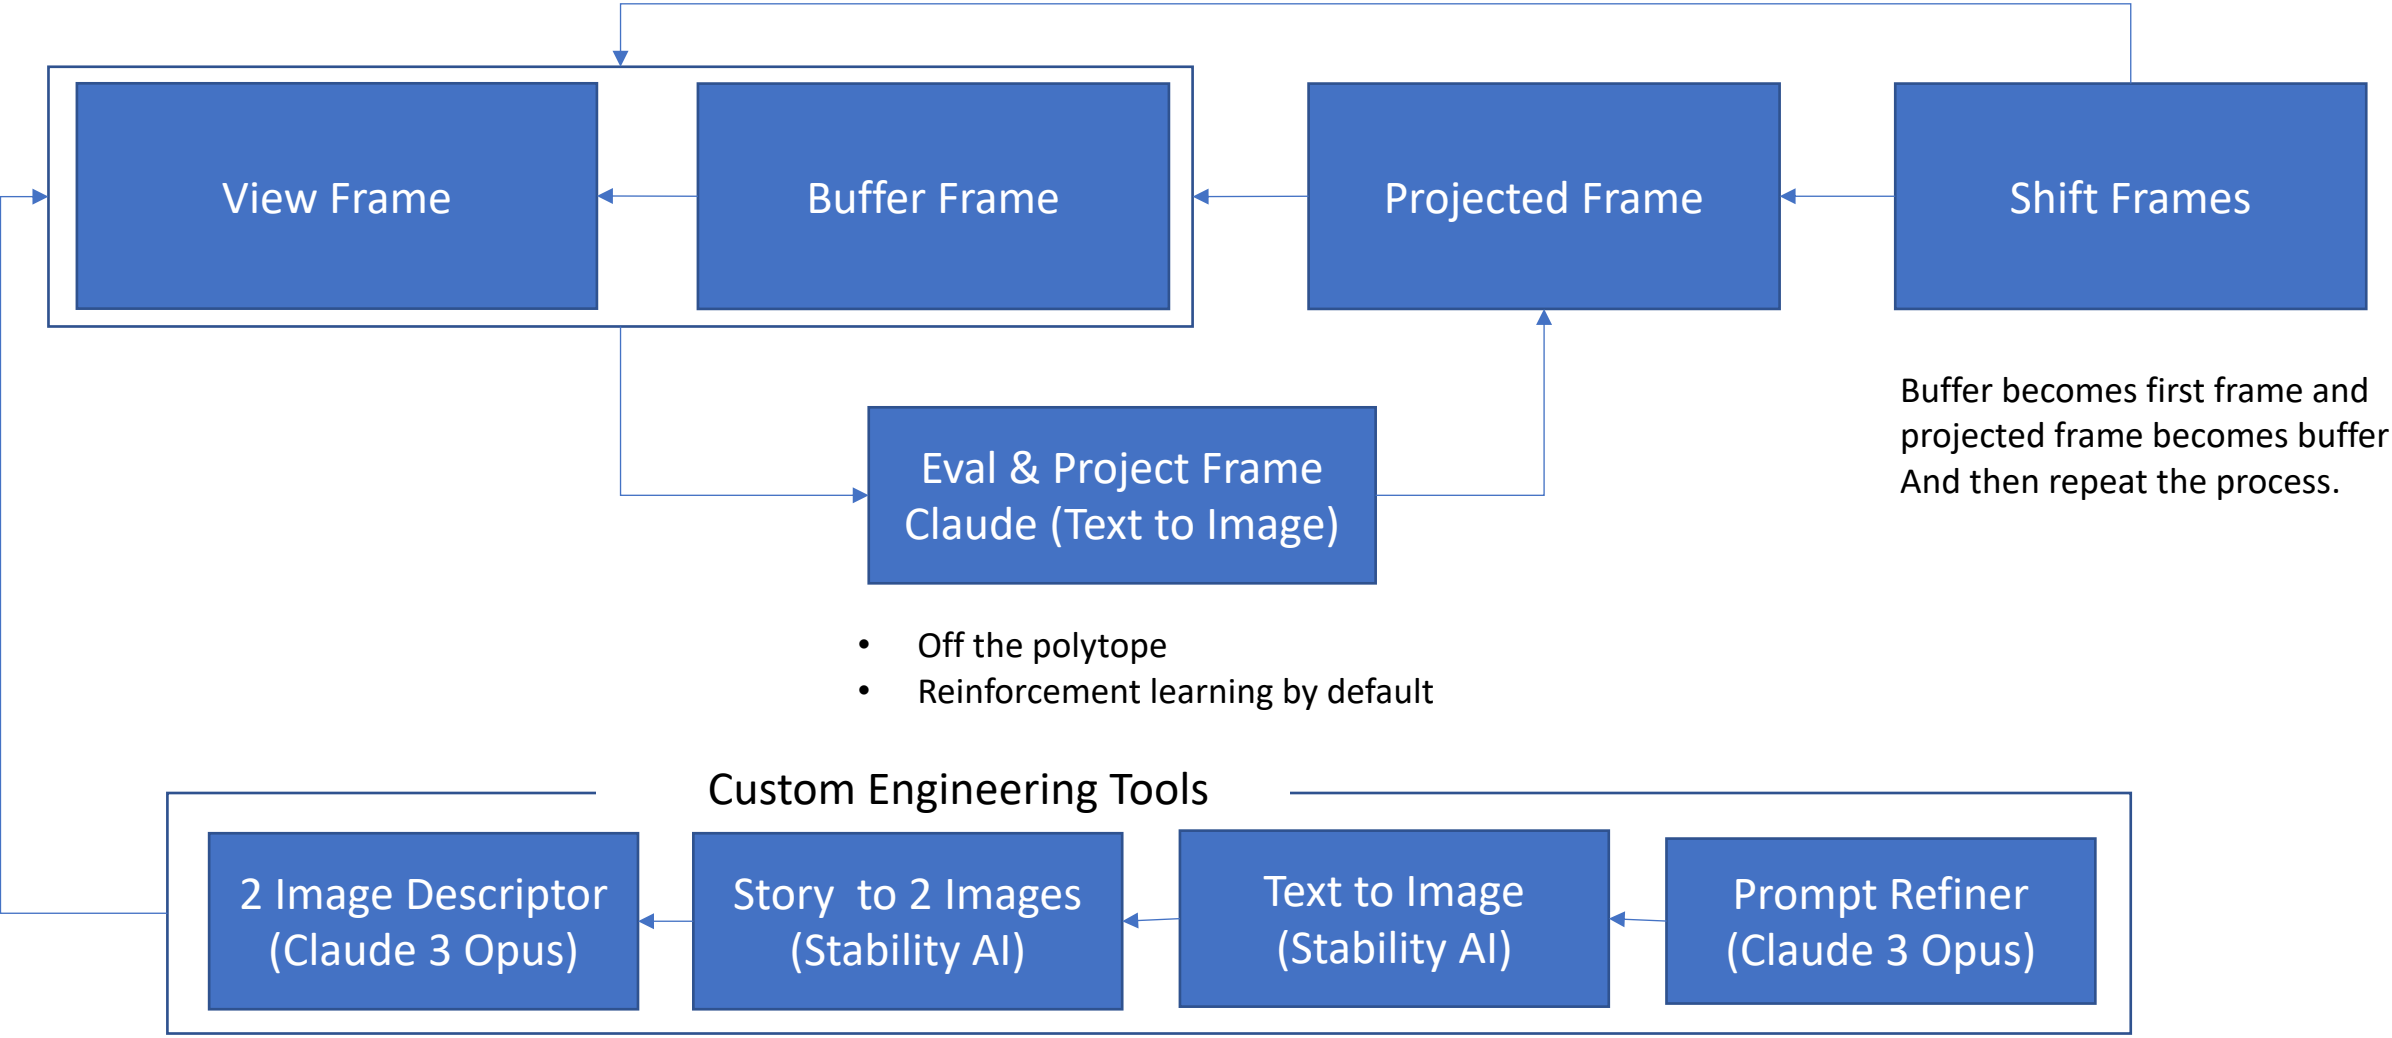 View Frame
Buffer Frame
Projected Frame
Shift Frames
Buffer becomes first frame and
projected frame becomes buffer
And then repeat the process.
Eval & Project Frame
Claude (Text to Image)
• Off the polytope
• Reinforcement learning by default
Custom Engineering Tools
2 Image Descriptor
(Claude 3 Opus)
Story  to 2 Images
(Stability AI)
Text to Image
(Stability AI)
Prompt Refiner
(Claude 3 Opus)